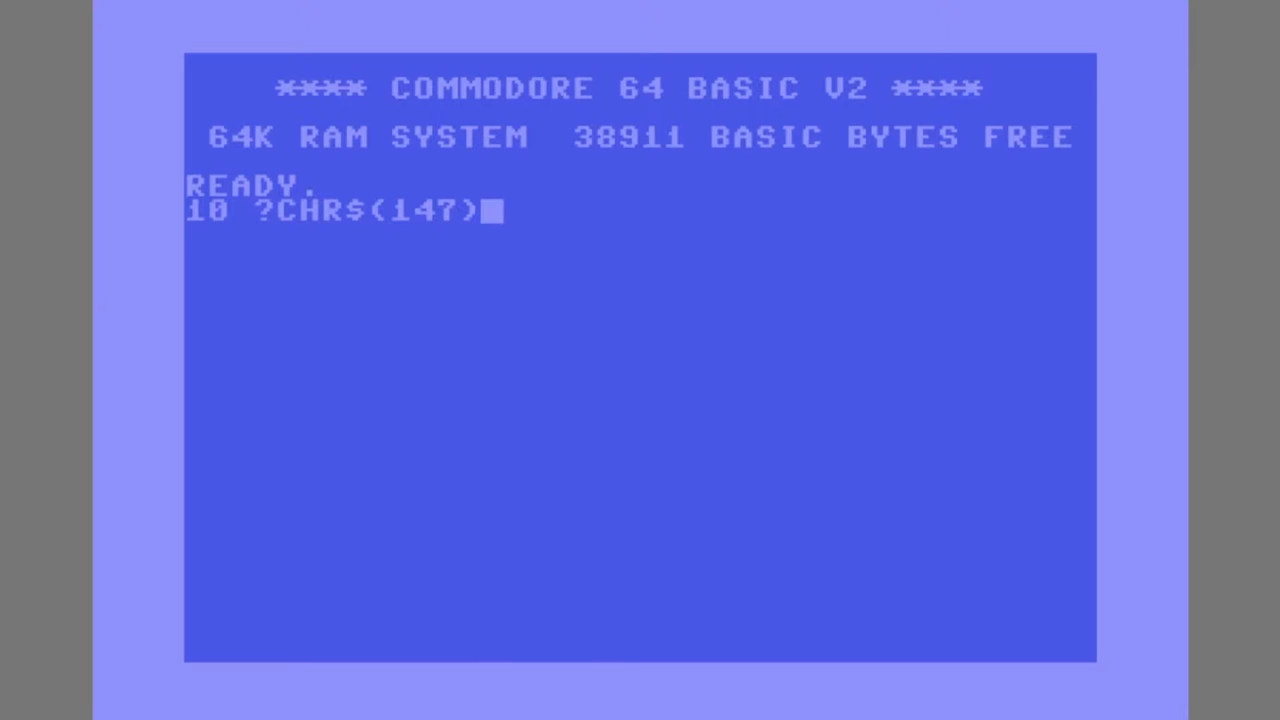 **** COMMODORE 64 BASIC V2 ****
64K RAM SYSTEM  38911 BASIC BYTES FREE
READY.
10 ?CHR$(147)